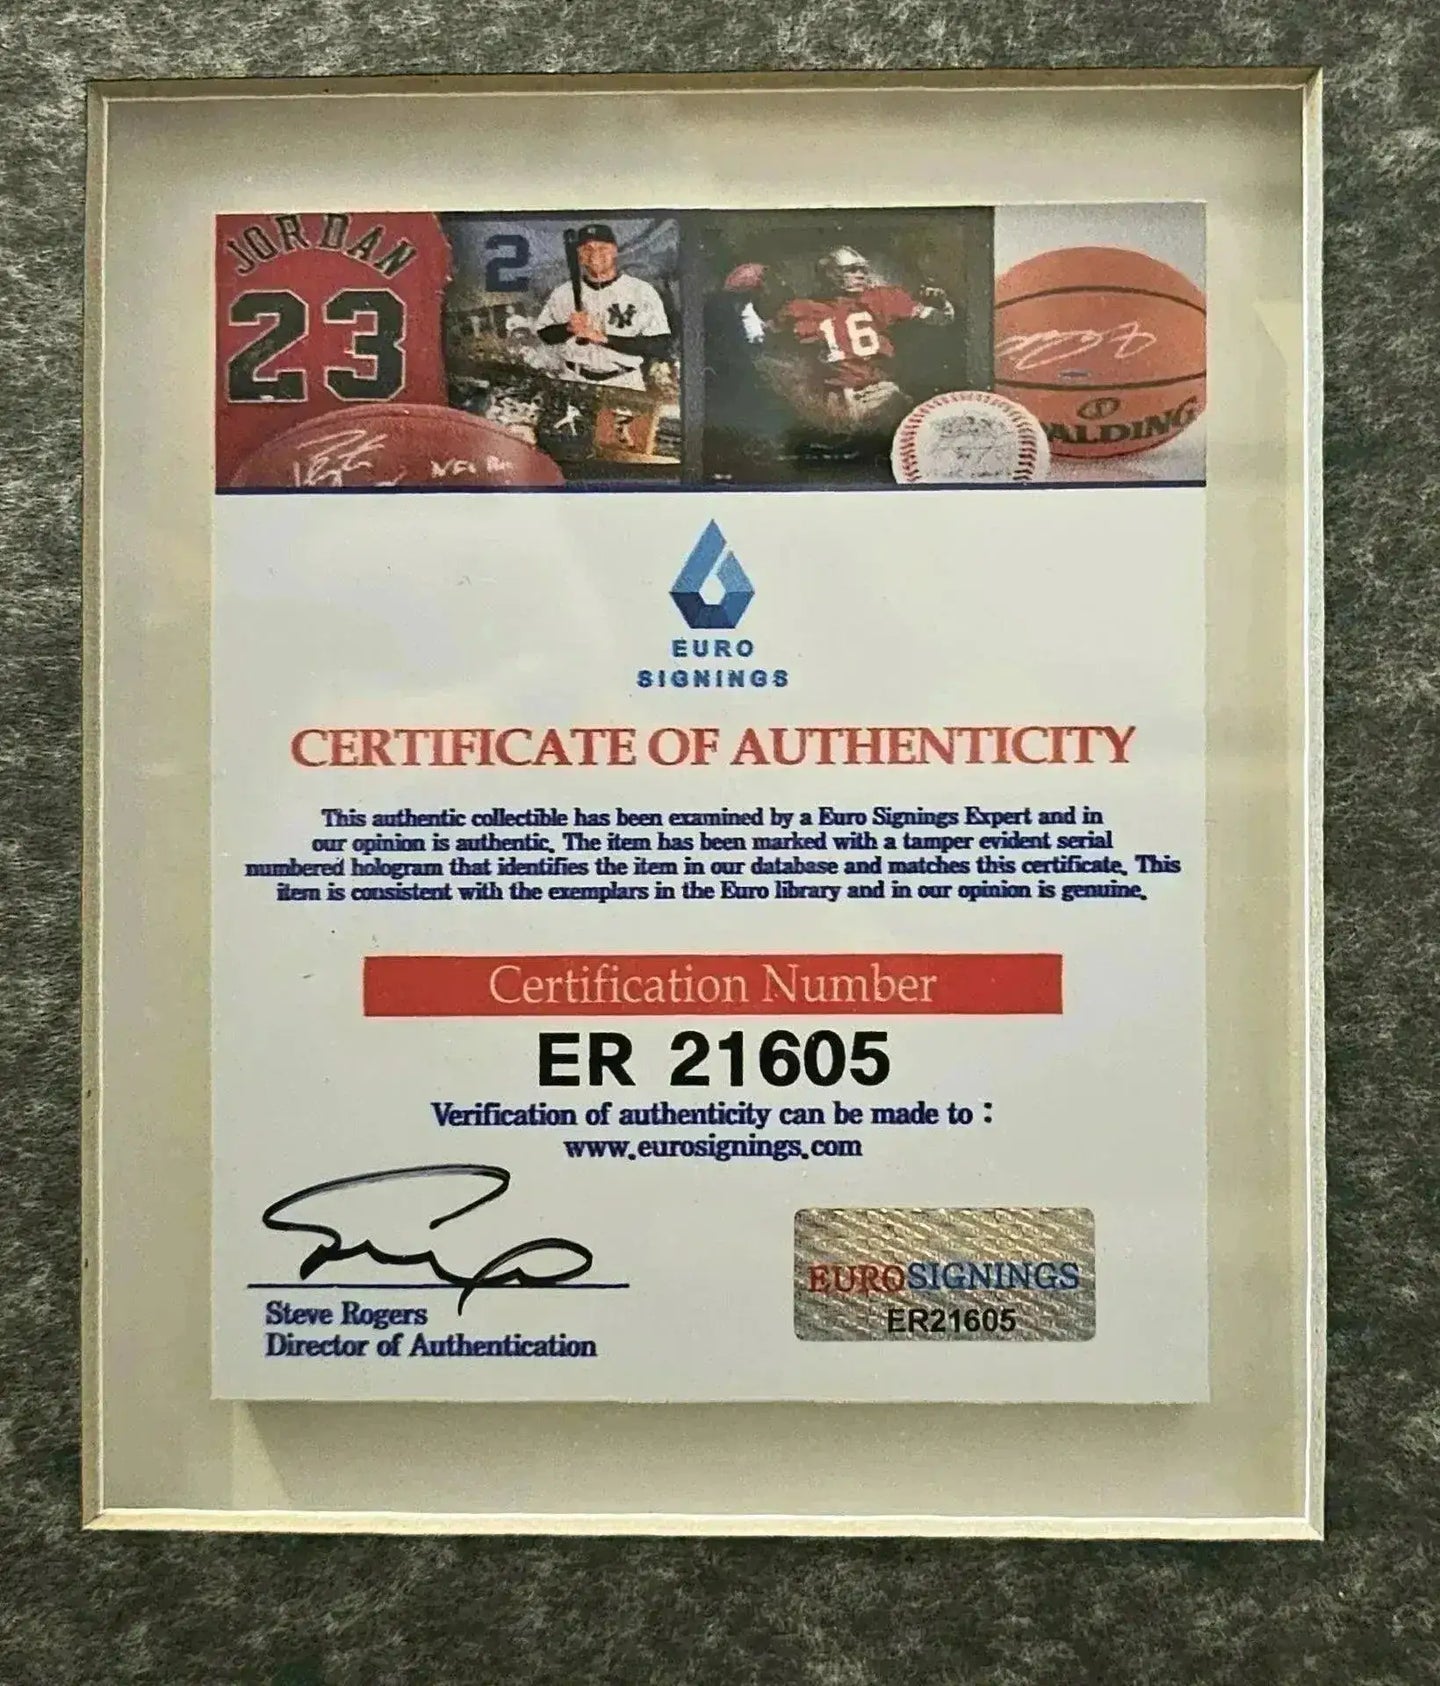 JORDAN
23
2
16
SPALDING
EURO
SIGNINGS
CERTIFICATE OF AUTHENTICITY
This authentic collectible has been examined by a Euro Signings Expert and in
our opinion is authentic. The item has been marked with a tamper evident serial
numbered hologram that identifies the item in our database and matches this certificate. This
item is consistent with the exemplars in the Euro library and in our opinion is genuine.
Certification Number
ER 21605
Verification of authenticity can be made to :
www.eurosignings.com
Steve Rogers
Director of Authentication
EUROSIGNINGS
ER21605